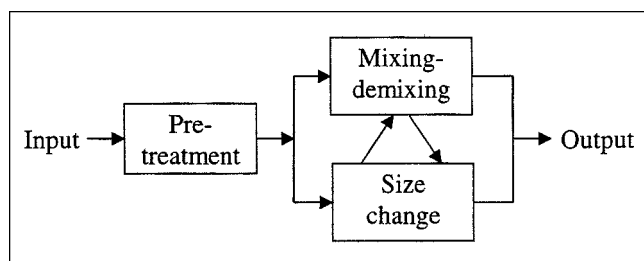 Mixing-
demixing
Input
Pre-
treatment
Output
Size
change